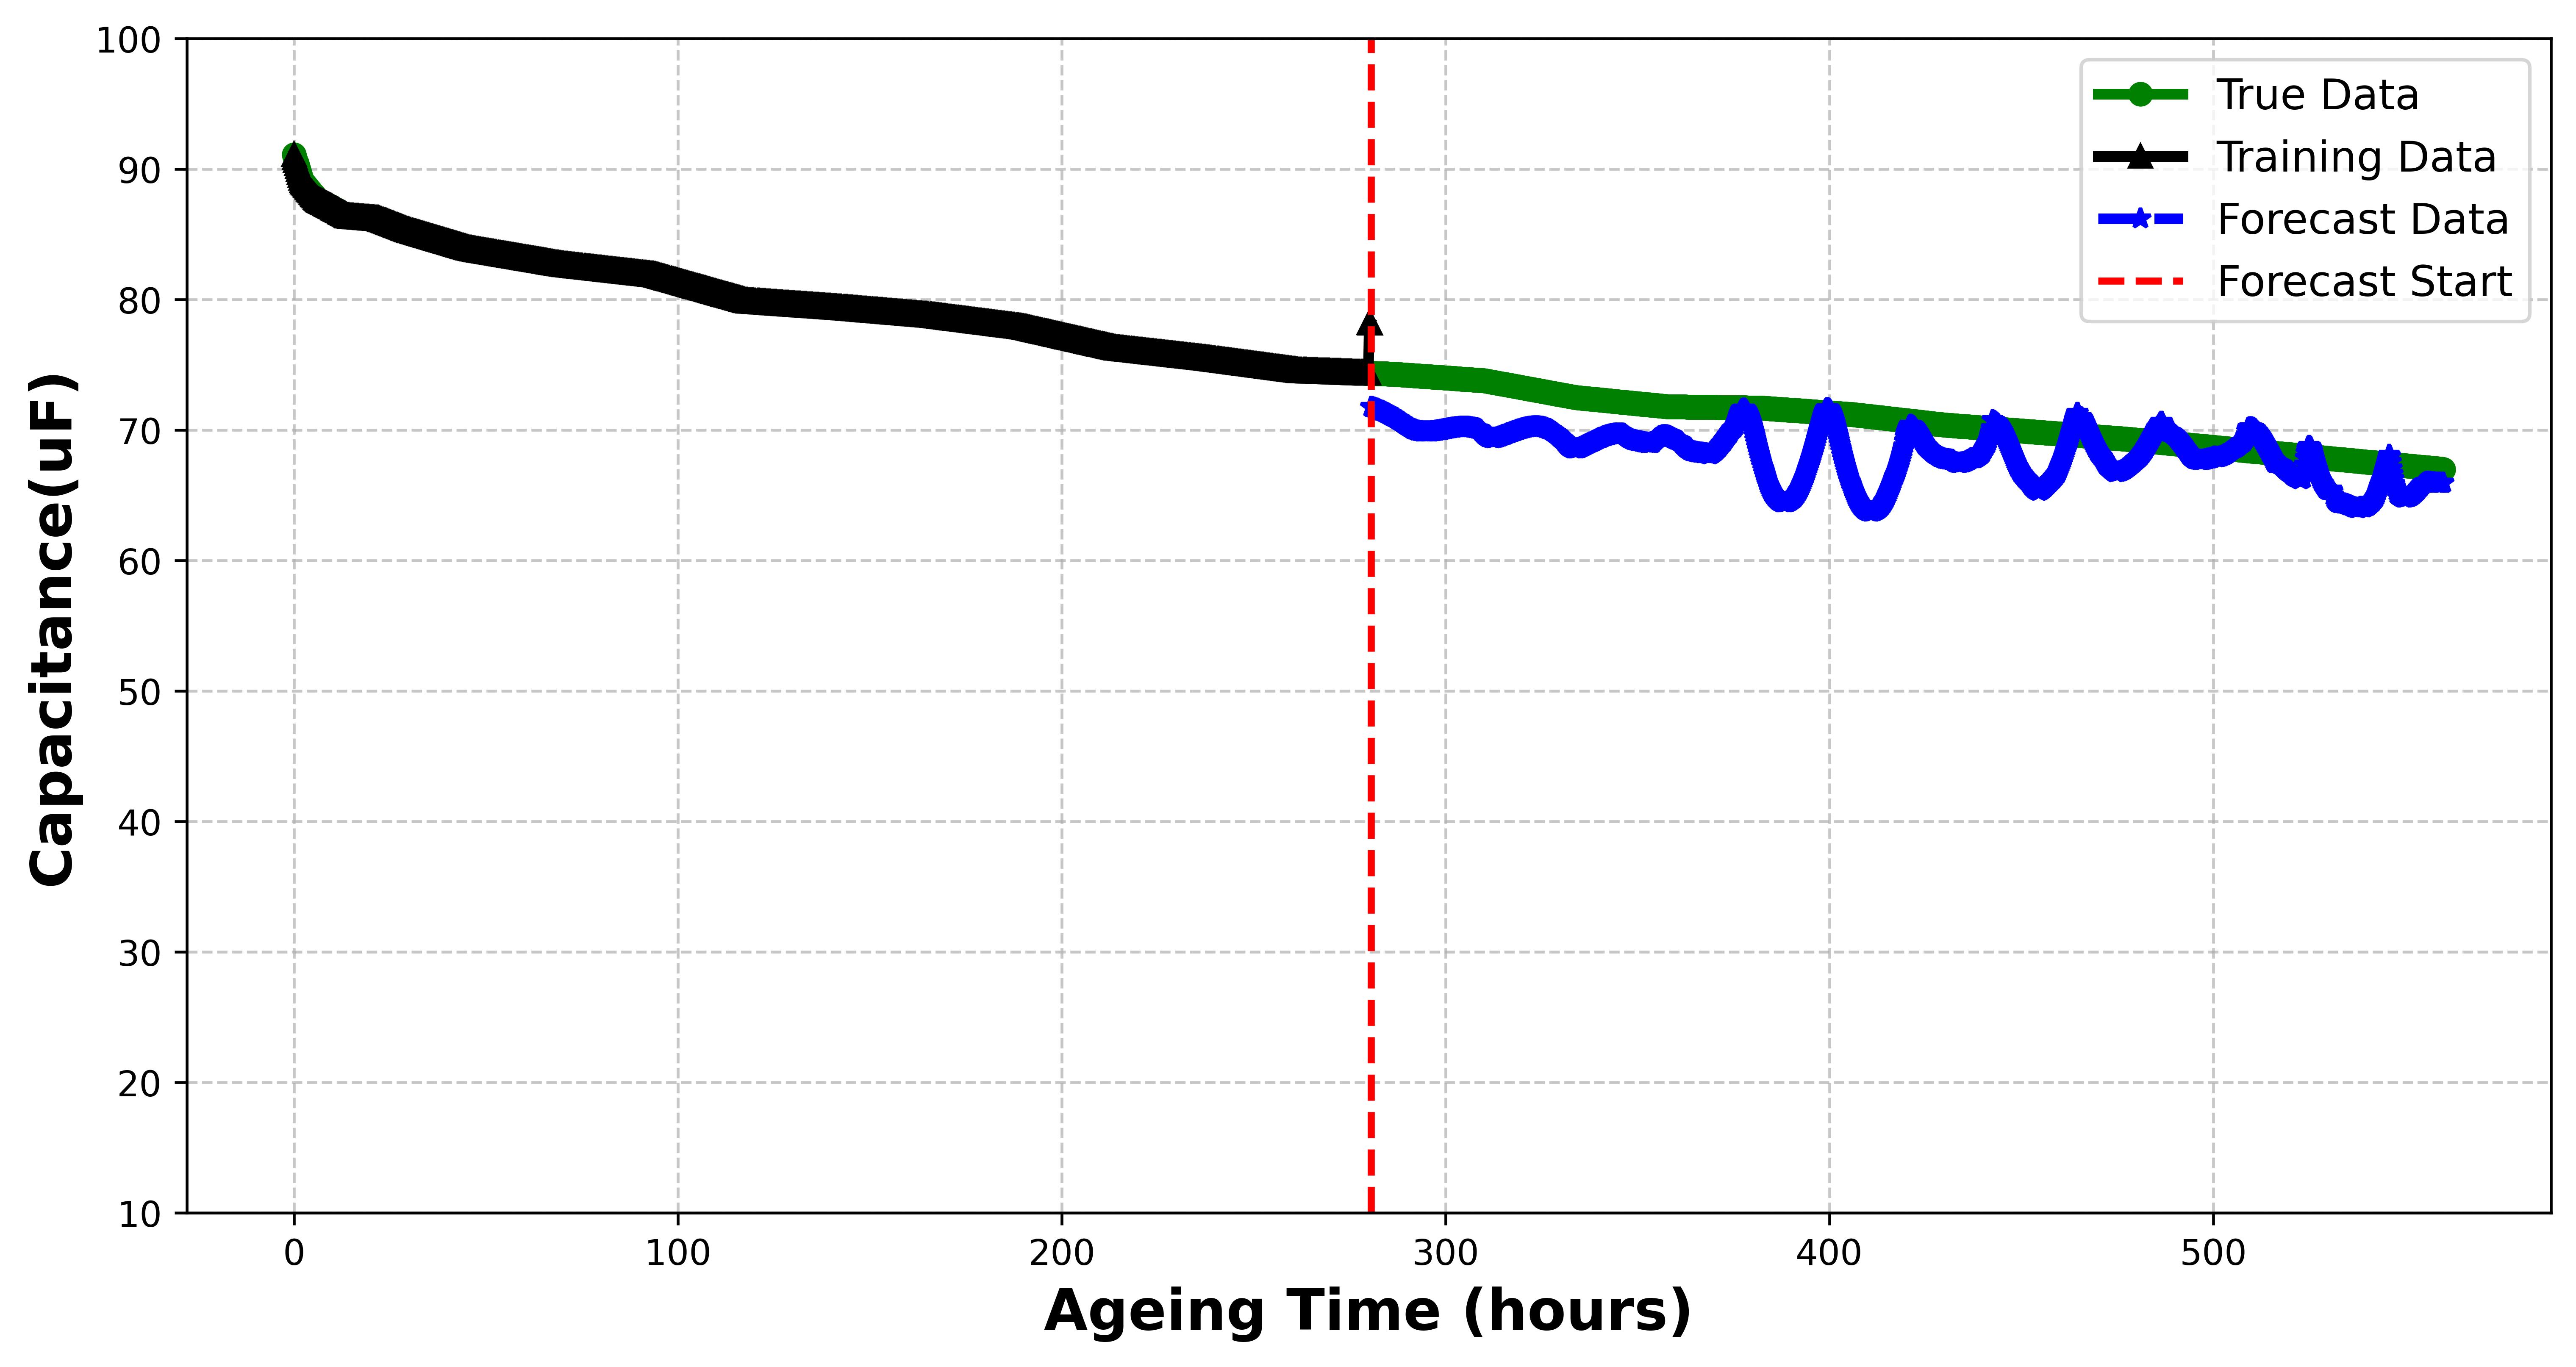 100
90
80
70
60
50
40
30
20
10
Capacitance(uF)
True Data
Training Data
Forecast Data
Forecast Start
0 100 200 300 400 500
Ageing Time (hours)